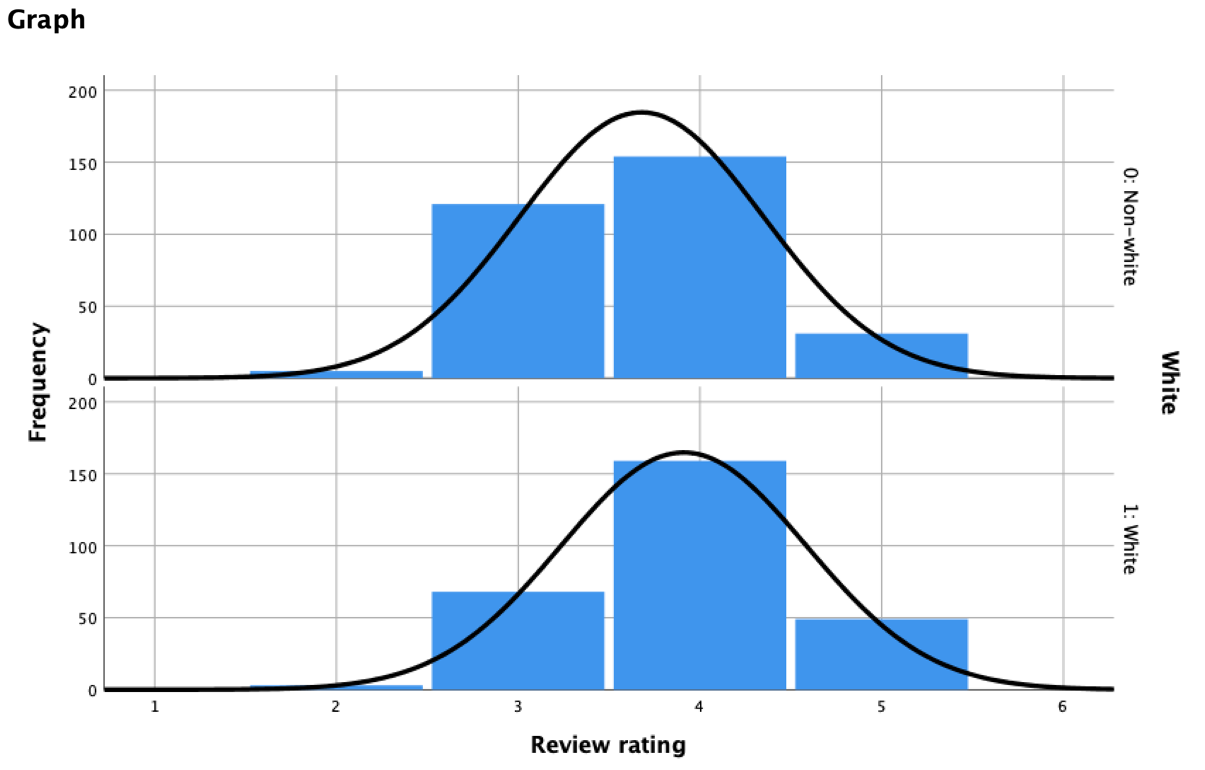 Graph
200
150
100
50
0
0: Non-white
200
150
100
50
0
1: White
Frequency
White
1 2 3 4 5 6
Review rating